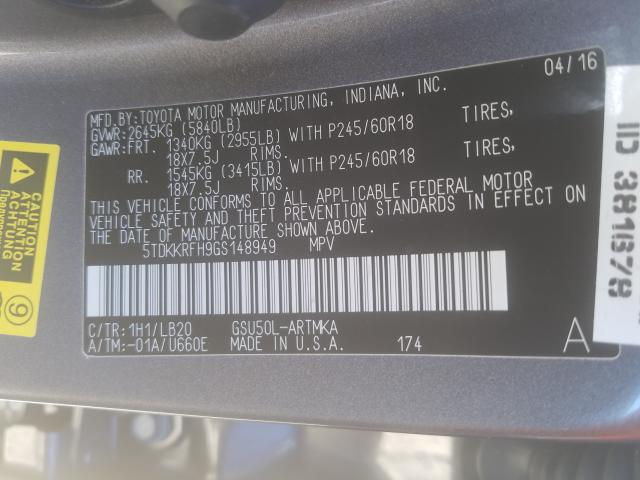 04/16
MFD.BY:TOYOTA MOTOR MANUFACTURING, INDIANA, INC.
GVWR:2645KG (5840LB)
GAWR:FRT. 1340KG (2955LB) WITH P245/60R18 TIRES,
18X7.5J RIMS.
RR. 1545KG (3415LB) WITH P245/60R18 TIRES,
18X7.5J RIMS.
THIS VEHICLE CONFORMS TO ALL APPLICABLE FEDERAL MOTOR
VEHICLE SAFETY AND THEFT PREVENTION STANDARDS IN EFFECT ON
THE DATE OF MANUFACTURE SHOWN ABOVE.
5TDKKRFH9GS148949 MPV
C/TR:1H1/LB20 GSU50L-ARTMKA
A/TM:-01A/U660E MADE IN U.S.A. 174 A
CAUTION
ATTENTION
9